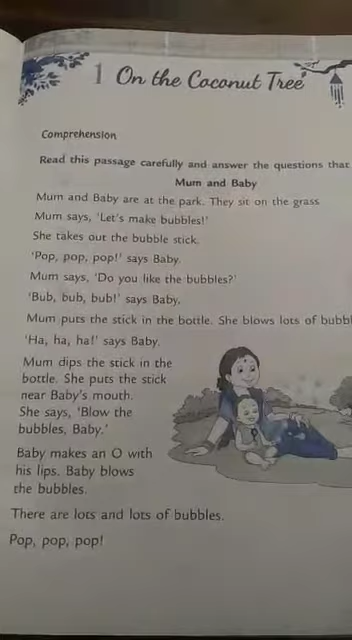 1 On the Coconut Tree
Comprehension
Read this passage carefully and answer the questions that
Mum and Baby
Mum and Baby are at the park. They sit on the grass
Mum says, 'Let's make bubbles!'
She takes out the bubble stick.
'Pop, pop, pop!' says Baby.
Mum says, 'Do you like the bubbles?'
'Bub, bub, bub!' says Baby.
Mum puts the stick in the bottle. She blows lots of bubbl
'Ha, ha, ha!' says Baby.
Mum dips the stick in the
bottle. She puts the stick
near Baby's mouth.
She says, 'Blow the
bubbles, Baby.'
Baby makes an O with
his lips. Baby blows
the bubbles.
There are lots and lots of bubbles.
Pop, pop, pop!